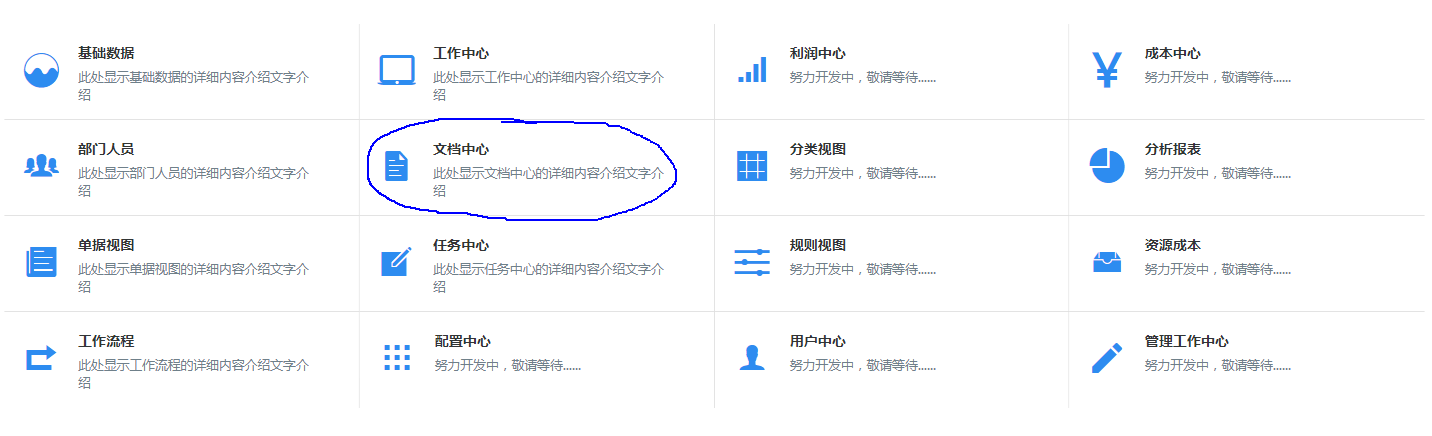 基础数据
此处显示基础数据的详细内容介绍文字介
绍
工作中心
此处显示工作中心的详细内容介绍文字介
绍
利润中心
努力开发中，敬请等待......
成本中心
努力开发中，敬请等待......
部门人员
此处显示部门人员的详细内容介绍文字介
绍
文档中心
此处显示文档中心的详细内容介绍文字介
绍
分类视图
努力开发中，敬请等待......
分析报表
努力开发中，敬请等待......
单据视图
此处显示单据视图的详细内容介绍文字介
绍
任务中心
此处显示任务中心的详细内容介绍文字介
绍
规则视图
努力开发中，敬请等待......
资源成本
努力开发中，敬请等待......
工作流程
此处显示工作流程的详细内容介绍文字介
绍
配置中心
努力开发中，敬请等待......
用户中心
努力开发中，敬请等待......
管理工作中心
努力开发中，敬请等待......